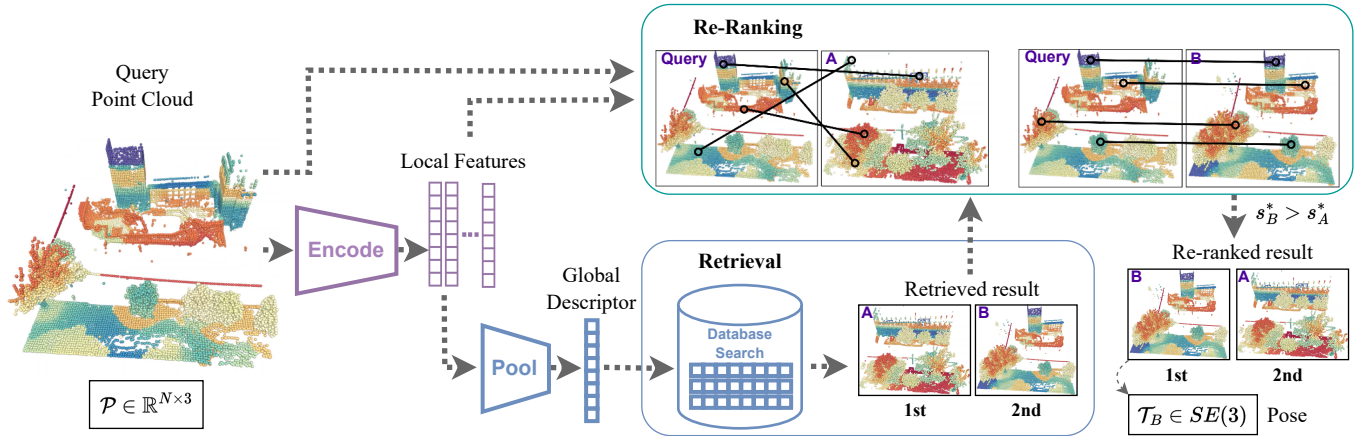 Query
Point Cloud
𝒫 ∈ ℝ^{N×3}
Encode
Local Features
Pool
Global
Descriptor
Retrieval
Database
Search
Retrieved result
A
B
1st
2nd
Re-Ranking
Query
A
Query
B
s*_B > s*_A
Re-ranked result
B
A
1st
2nd
𝒯_B ∈ SE(3) Pose